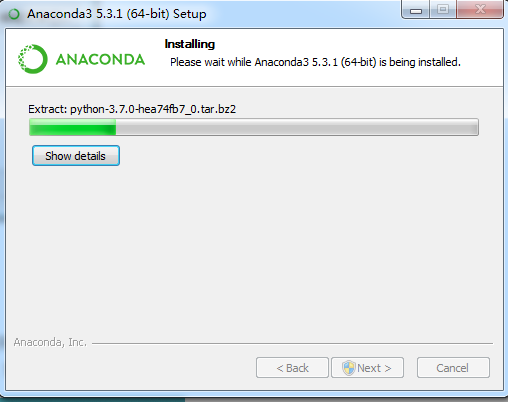 Anaconda3 5.3.1 (64-bit) Setup
Installing
Please wait while Anaconda3 5.3.1 (64-bit) is being installed.
ANACONDA
Extract: python-3.7.0-hea74fb7_0.tar.bz2
Show details
Anaconda, Inc.
< Back
Next >
Cancel